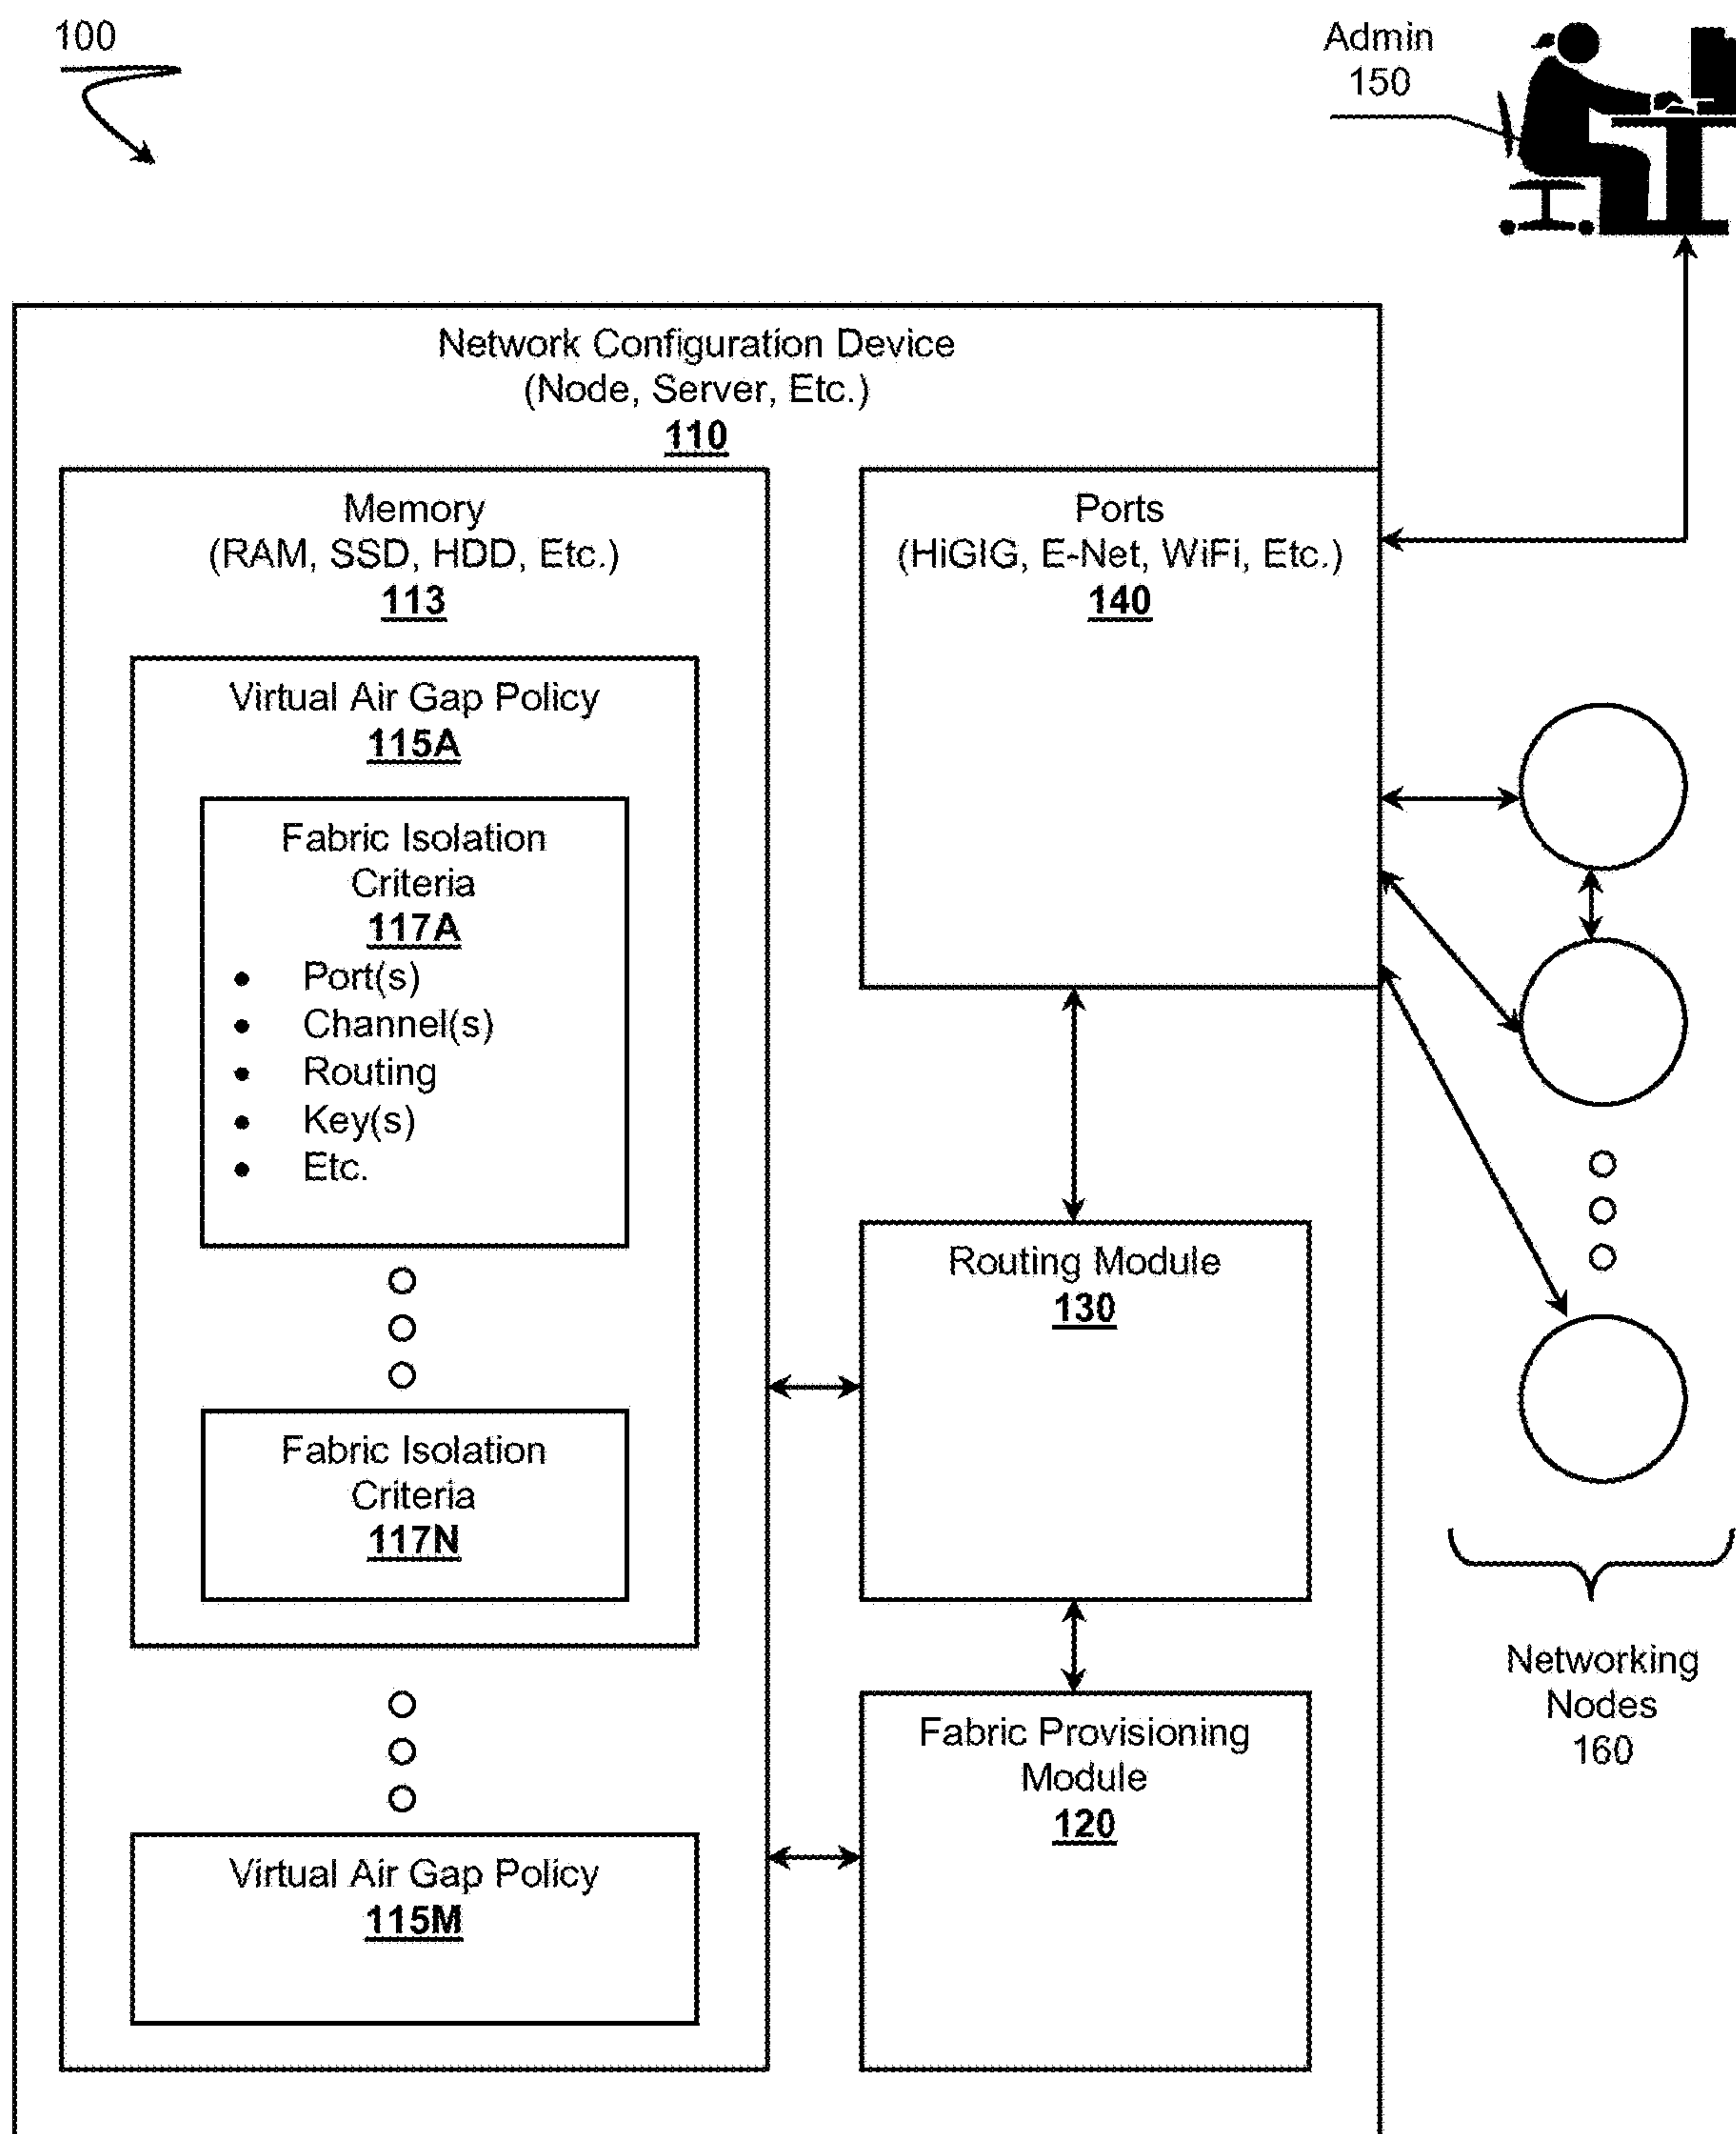 100
Admin
150
Network Configuration Device
(Node, Server, Etc.)
110
Memory
(RAM, SSD, HDD, Etc.)
113
Virtual Air Gap Policy
115A
Fabric Isolation
Criteria
117A
• Port(s)
• Channel(s)
• Routing
• Key(s)
• Etc.
Fabric Isolation
Criteria
117N
Virtual Air Gap Policy
115M
Ports
(HiGIG, E-Net, WiFi, Etc.)
140
Routing Module
130
Fabric Provisioning
Module
120
Networking
Nodes
160